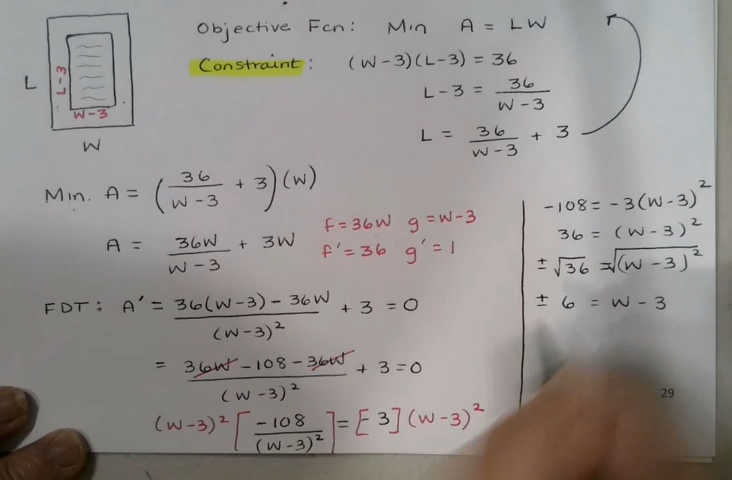 Objective Fcn: Min A = LW
Constraint: (W-3)(L-3) = 36
L-3 = 36/(W-3)
L = 36/(W-3) + 3
L
L-3
W-3
W
Min. A = (36/(W-3) + 3)(W)
A = 36W/(W-3) + 3W
f=36W g=W-3
f'=36 g'=1
FDT: A' = (36(W-3) - 36W)/(W-3)² + 3 = 0
= (36W - 108 - 36W)/(W-3)² + 3 = 0
(W-3)² [-108/(W-3)²] = [3](W-3)²
-108 = -3(W-3)²
36 = (W-3)²
± √36 = √(W-3)²
± 6 = W - 3
29